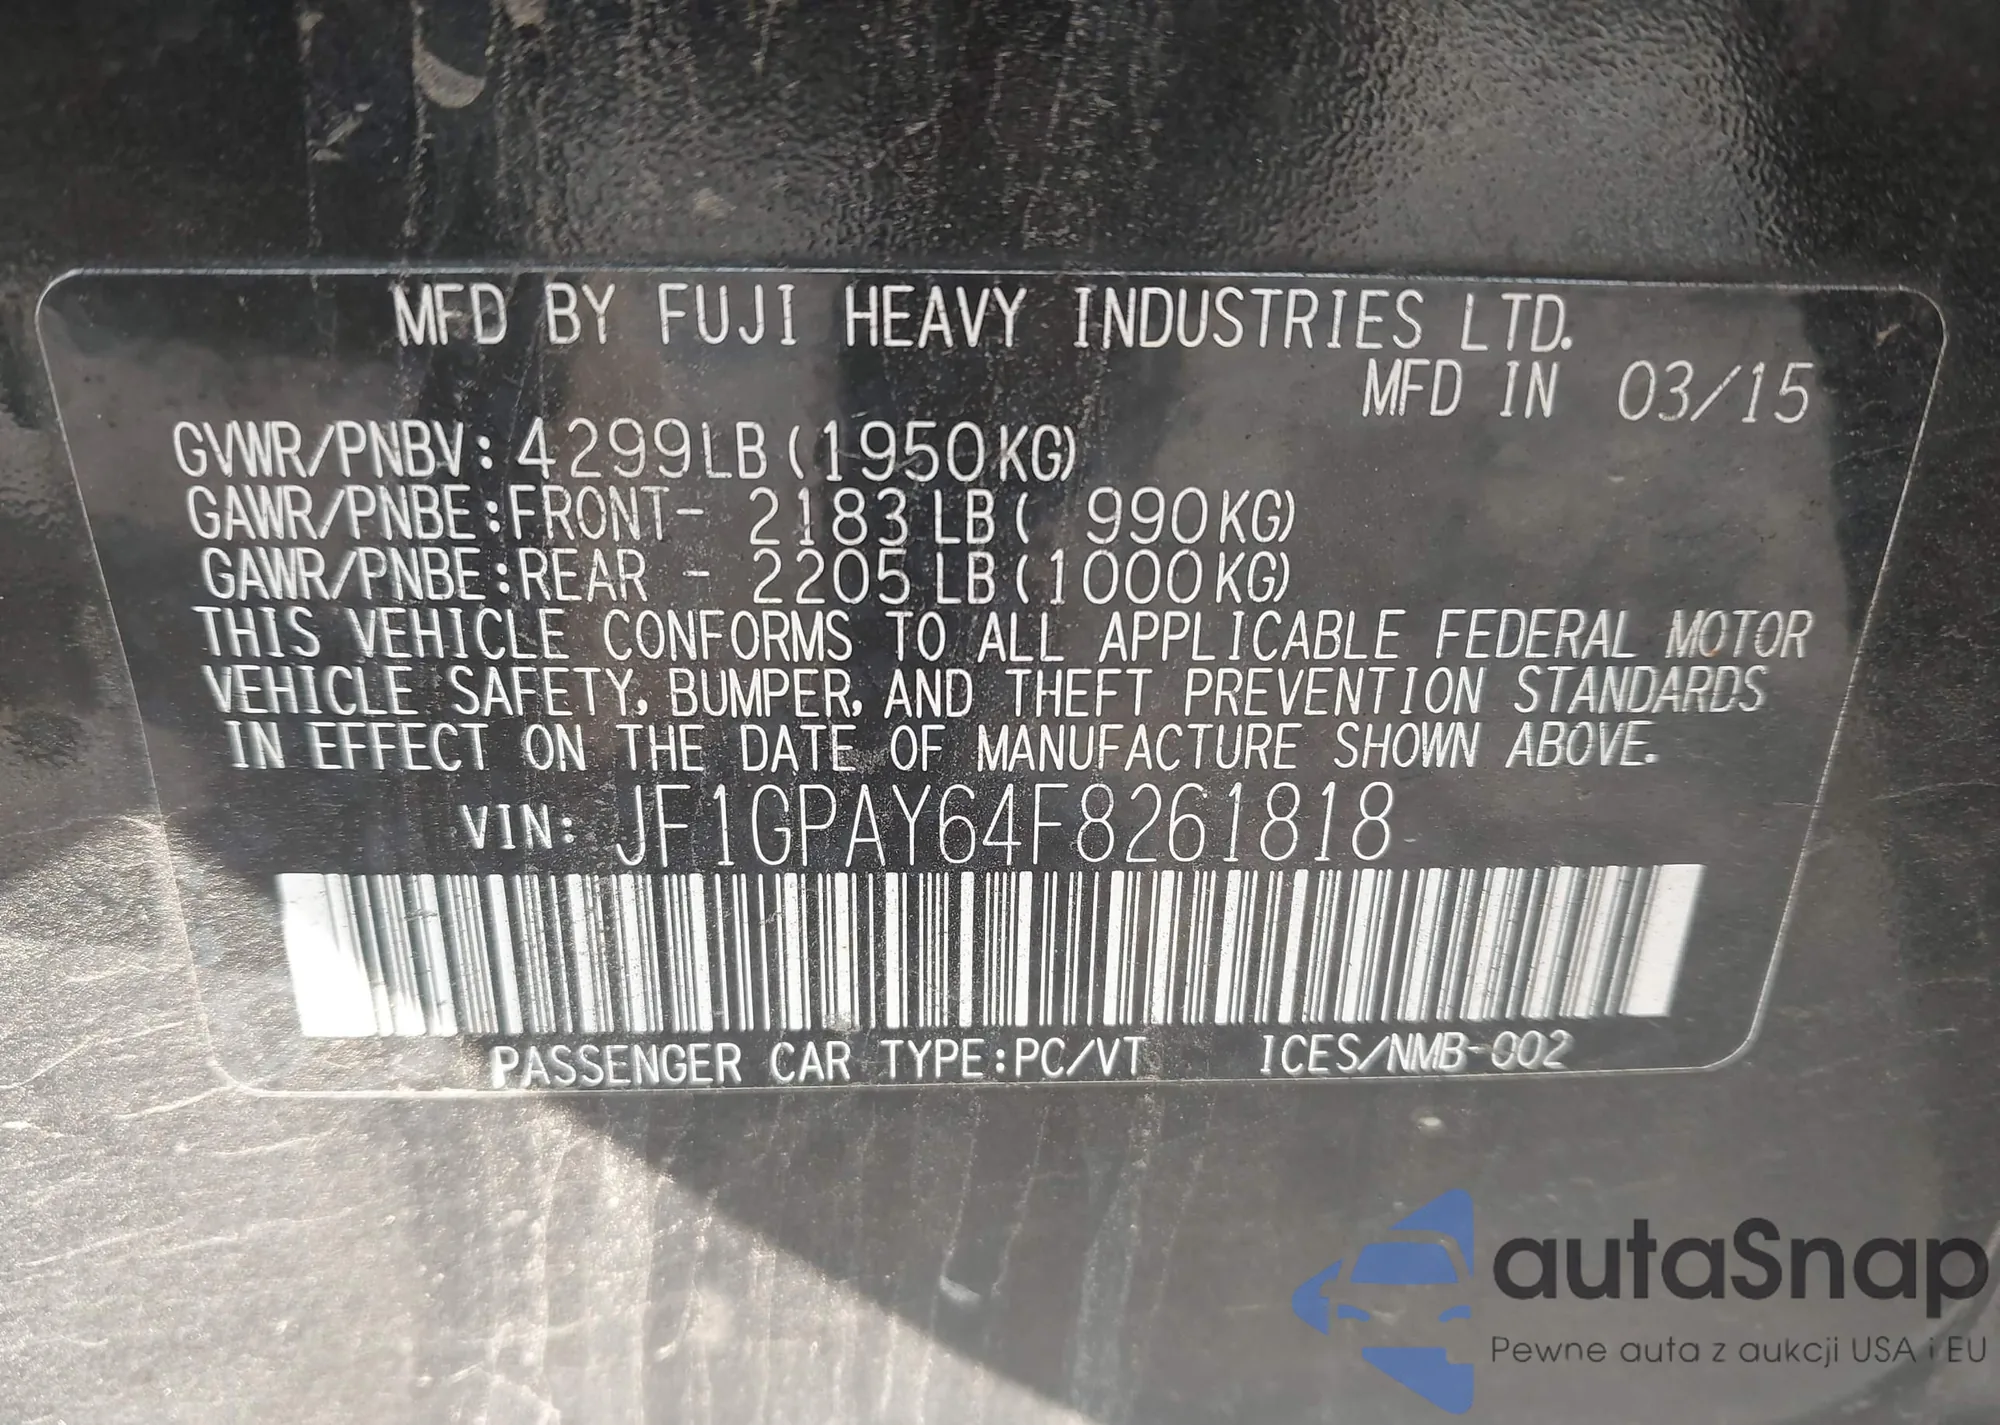 MFD BY FUJI HEAVY INDUSTRIES LTD.
MFD IN 03/15
GVWR/PNBV: 4299LB (1950KG)
GAWR/PNBE:FRONT- 2183 LB ( 990KG)
GAWR/PNBE:REAR - 2205 LB (1000KG)
THIS VEHICLE CONFORMS TO ALL APPLICABLE FEDERAL MOTOR
VEHICLE SAFETY, BUMPER, AND THEFT PREVENTION STANDARDS
IN EFFECT ON THE DATE OF MANUFACTURE SHOWN ABOVE.
VIN: JF1GPAY64F8261818
PASSENGER CAR TYPE:PC/VT ICES/NMB-002
autaSnap
Pewne auta z aukcji USA i EU